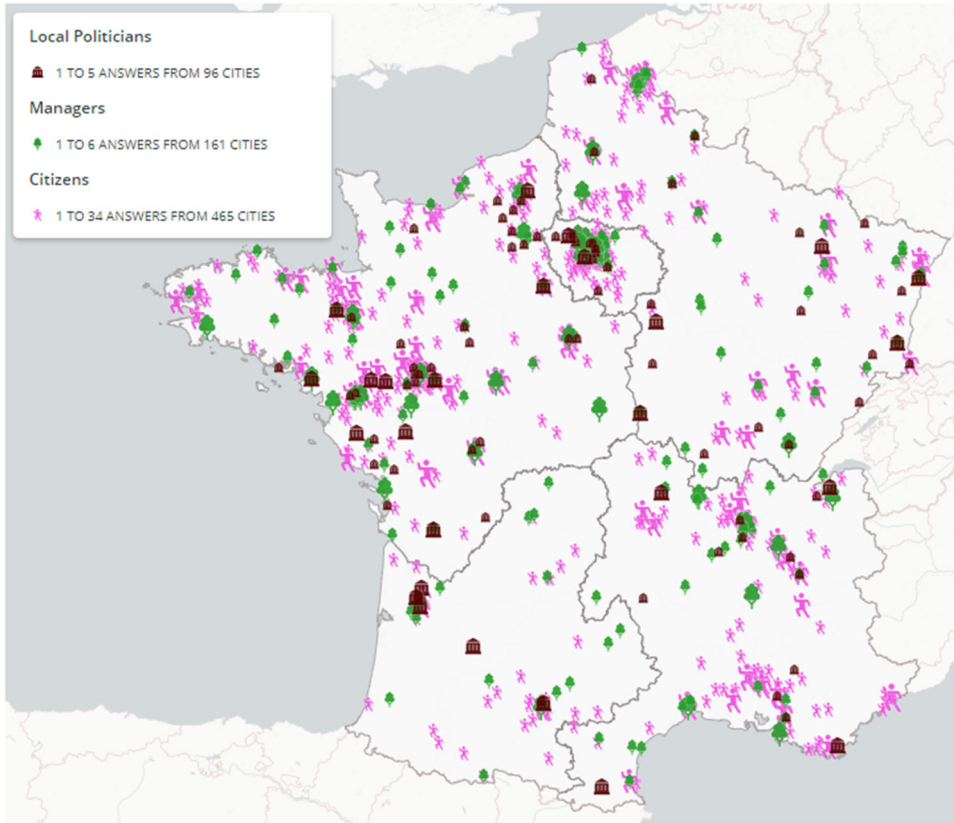 Local Politicians
1 TO 5 ANSWERS FROM 96 CITIES
Managers
1 TO 6 ANSWERS FROM 161 CITIES
Citizens
1 TO 34 ANSWERS FROM 465 CITIES